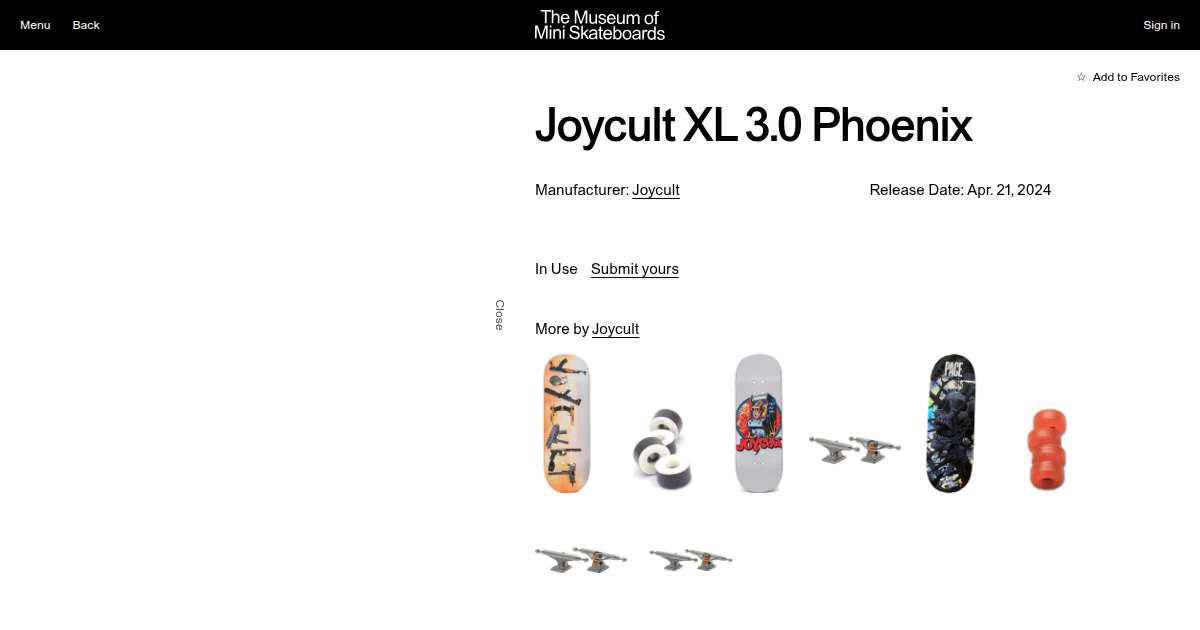 Menu
Back
The Museum of
Mini Skateboards
Sign in
☆ Add to Favorites
Joycult XL 3.0 Phoenix
Manufacturer: Joycult
Release Date: Apr. 21, 2024
In Use
Submit yours
Close
More by Joycult
PACE